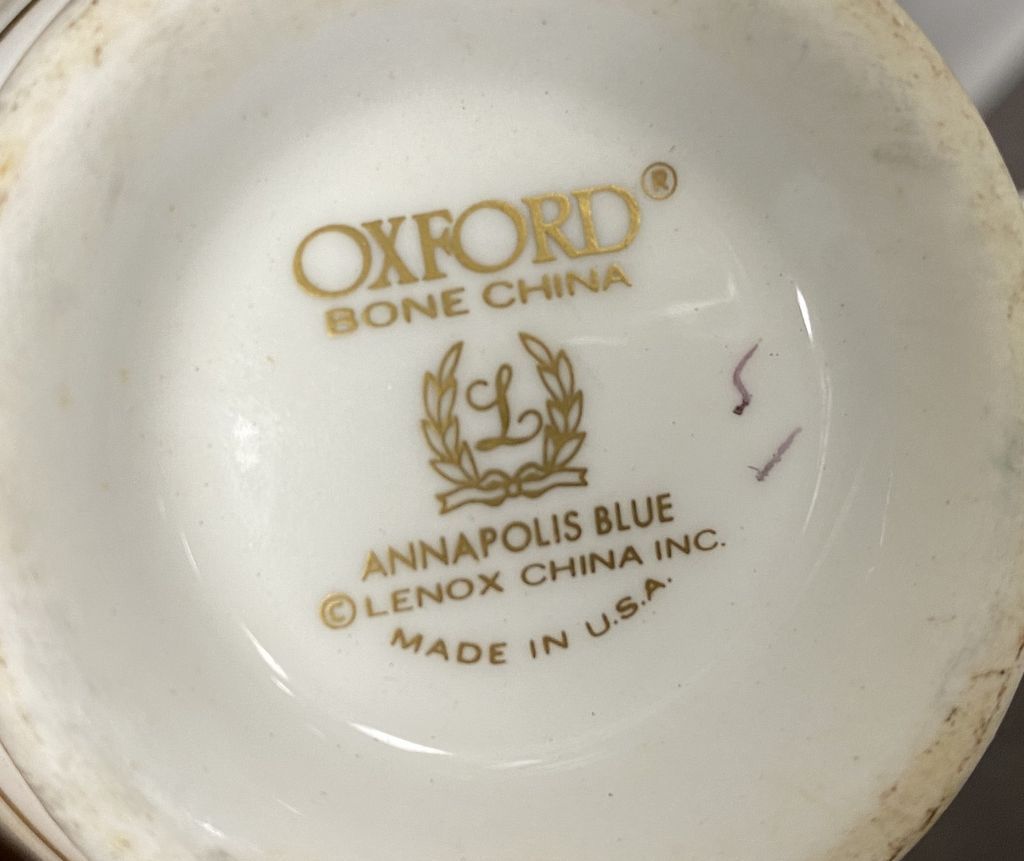 OXFORD®
BONE CHINA
L
ANNAPOLIS BLUE
© LENOX CHINA INC.
MADE IN U.S.A.